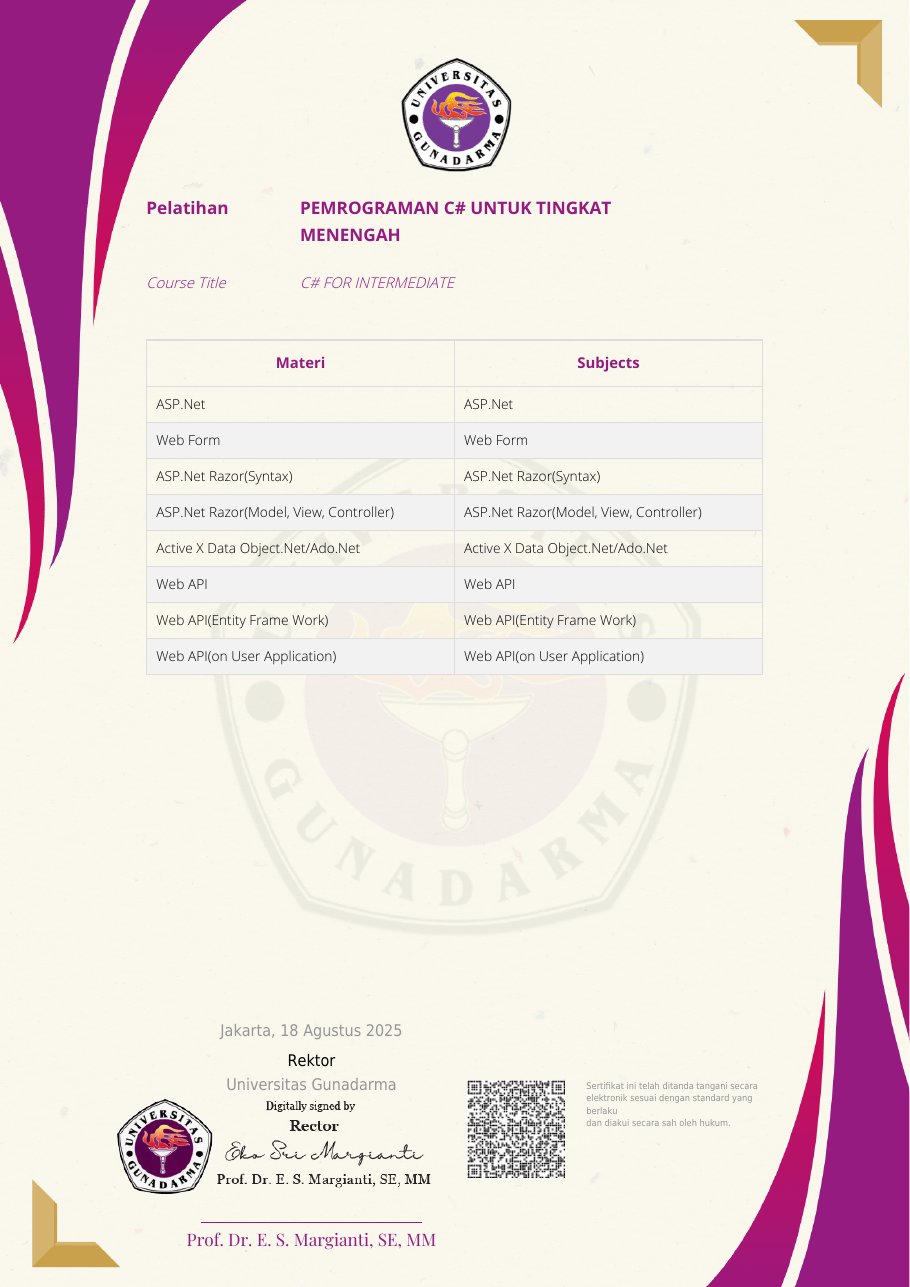 UNIVERSITAS
GUNADARMA
Pelatihan PEMROGRAMAN C# UNTUK TINGKAT
MENENGAH
Course Title C# FOR INTERMEDIATE
Materi Subjects
ASP.Net ASP.Net
Web Form Web Form
ASP.Net Razor(Syntax) ASP.Net Razor(Syntax)
ASP.Net Razor(Model, View, Controller) ASP.Net Razor(Model, View, Controller)
Active X Data Object.Net/Ado.Net Active X Data Object.Net/Ado.Net
Web API Web API
Web API(Entity Frame Work) Web API(Entity Frame Work)
Web API(on User Application) Web API(on User Application)
UNIVERSITAS
GUNADARMA
Jakarta, 18 Agustus 2025
Rektor
Universitas Gunadarma
UNIVERSITAS
GUNADARMA
Digitally signed by
Rector
Eko Sri Margianti
Prof. Dr. E. S. Margianti, SE, MM
Sertifikat ini telah ditanda tangani secara
elektronik sesuai dengan standard yang
berlaku
dan diakui secara sah oleh hukum.
Prof. Dr. E. S. Margianti, SE, MM